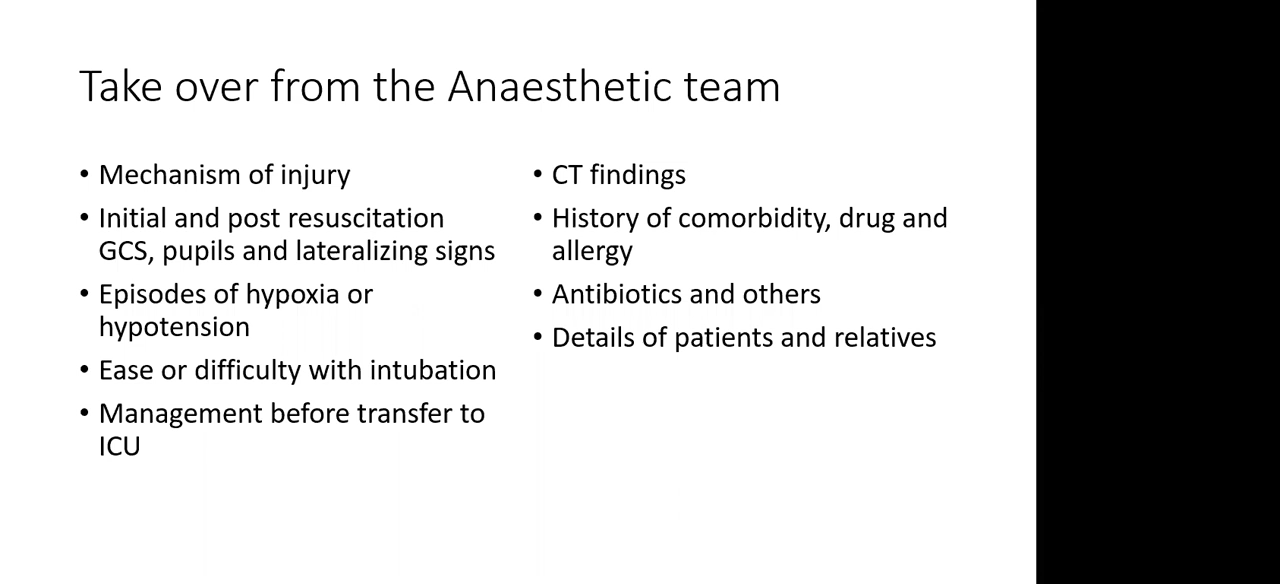 Take over from the Anaesthetic team
• Mechanism of injury
• Initial and post resuscitation
GCS, pupils and lateralizing signs
• Episodes of hypoxia or
hypotension
• Ease or difficulty with intubation
• Management before transfer to
ICU
• CT findings
• History of comorbidity, drug and
allergy
• Antibiotics and others
• Details of patients and relatives